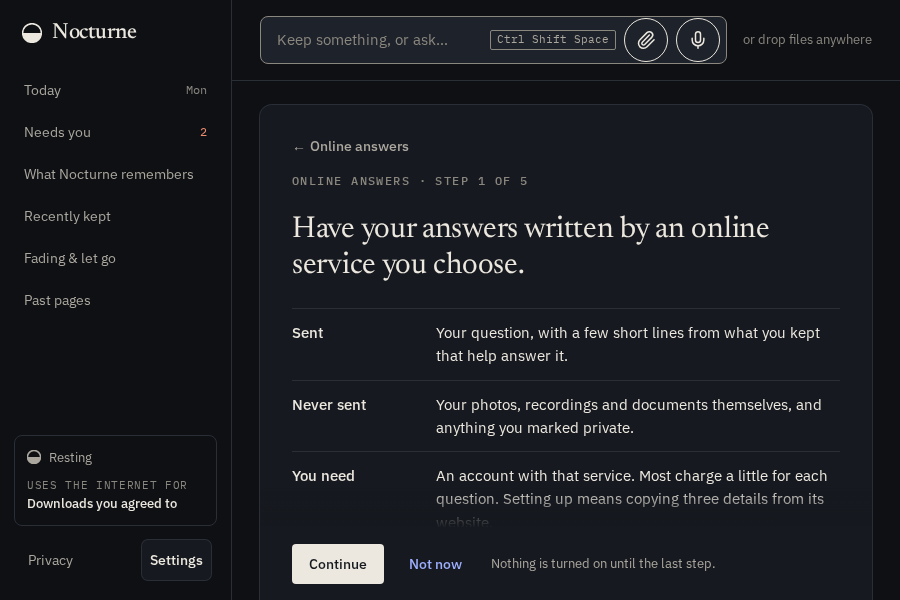 Nocturne
Keep something, or ask...
Ctrl Shift Space
or drop files anywhere
Today
Mon
Needs you
2
What Nocturne remembers
Recently kept
Fading & let go
Past pages
← Online answers
ONLINE ANSWERS · STEP 1 OF 5
Have your answers written by an online
service you choose.
Sent
Your question, with a few short lines from what you kept
that help answer it.
Never sent
Your photos, recordings and documents themselves, and
anything you marked private.
You need
An account with that service. Most charge a little for each
question. Setting up means copying three details from its
website.
Resting
USES THE INTERNET FOR
Downloads you agreed to
Privacy
Settings
Continue
Not now
Nothing is turned on until the last step.